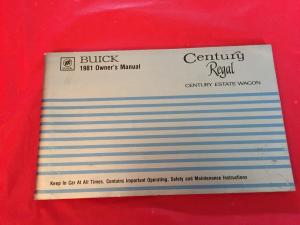 BUICK
1981 Owner's Manual
Century
Regal
CENTURY ESTATE WAGON
Keep In Car At All Times. Contains Important Operating, Safety and Maintenance Instructions